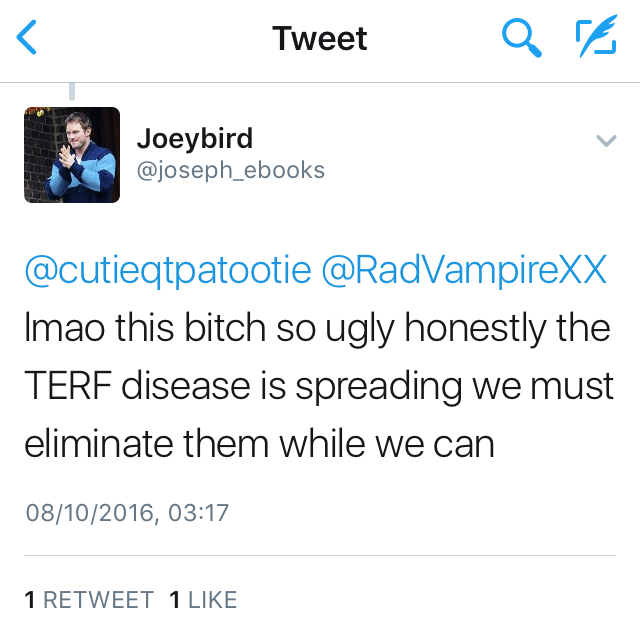 Tweet
Joeybird
@joseph_ebooks
@cutieqtpatootie @RadVampireXX
lmao this bitch so ugly honestly the
TERF disease is spreading we must
eliminate them while we can
08/10/2016, 03:17
1 RETWEET 1 LIKE